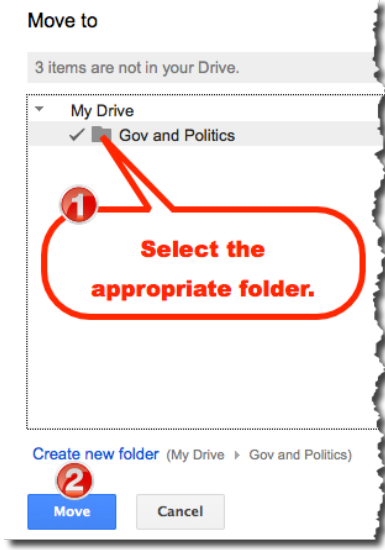 Move to
3 items are not in your Drive.
My Drive
Gov and Politics
1
Select the
appropriate folder.
Create new folder (My Drive ▸ Gov and Politics)
2
Move Cancel